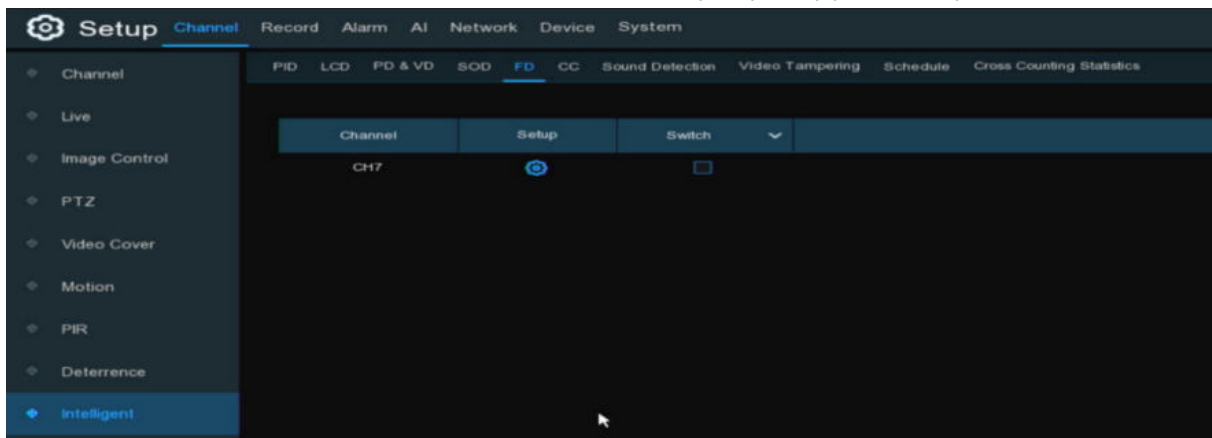 Setup Channel Record Alarm AI Network Device System
Channel
Live
Image Control
PTZ
Video Cover
Motion
PIR
Deterrence
Intelligent
PID LCD PD & VD SOD FD CC Sound Detection Video Tampering Schedule Cross Counting Statistics
Channel Setup Switch
CH7